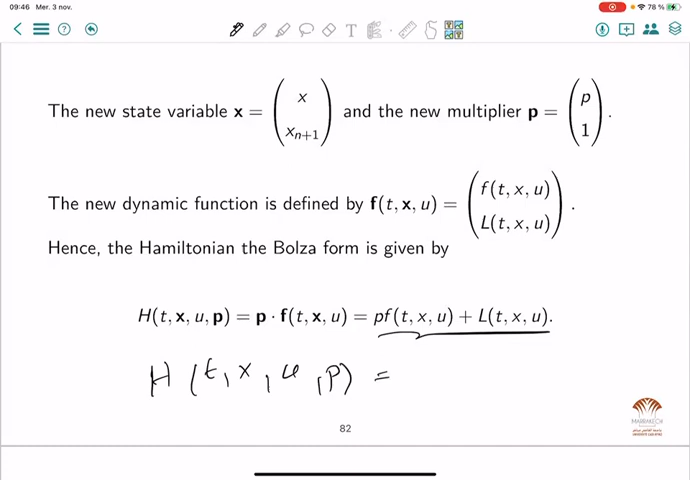 09:46 Mer. 3 nov.
78 %
The new state variable x = ( x x_{n+1} ) and the new multiplier p = ( p 1 ) .
The new dynamic function is defined by f(t, x, u) = ( f(t, x, u) L(t, x, u) ) .
Hence, the Hamiltonian the Bolza form is given by
H(t, x, u, p) = p · f(t, x, u) = pf(t, x, u) + L(t, x, u).
H (t, x, u, p) =
MARRAKECH
82